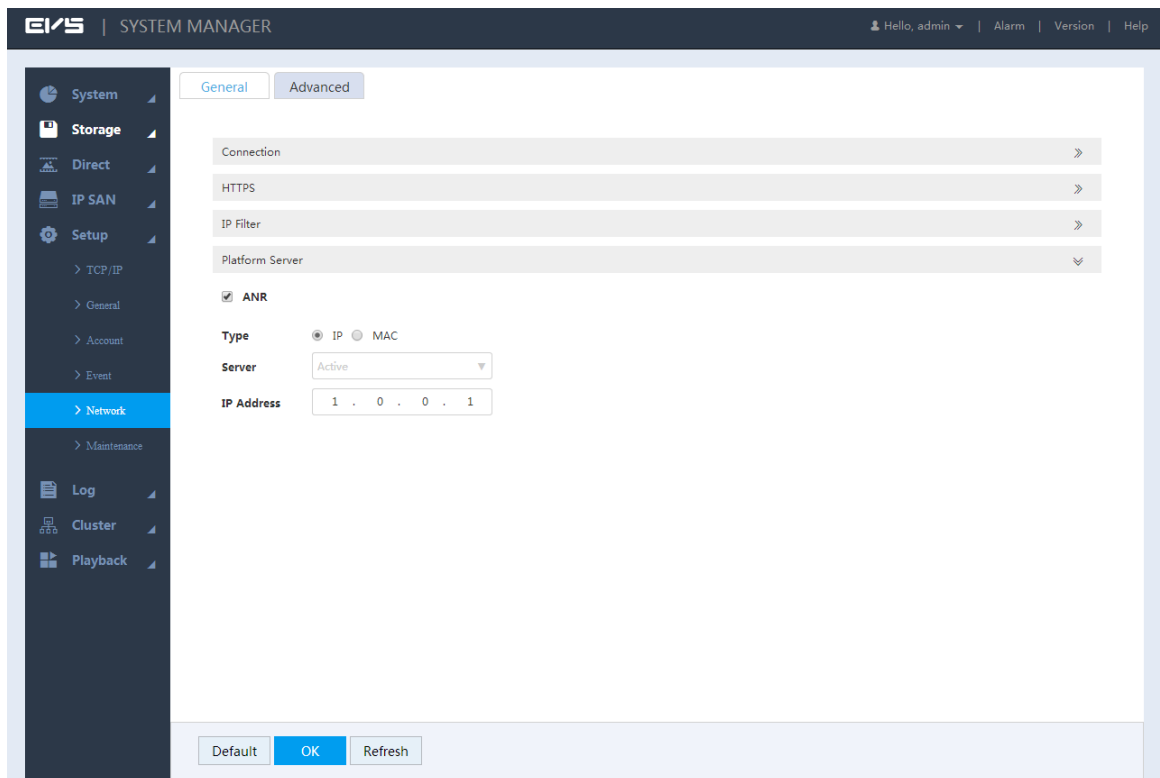 EVS | SYSTEM MANAGER
Hello, admin | Alarm | Version | Help
General Advanced
System
Storage
Direct
IP SAN
Setup
> TCP/IP
> General
> Account
> Event
> Network
> Maintenance
Log
Cluster
Playback
Connection
HTTPS
IP Filter
Platform Server
ANR
Type IP MAC
Server Active
IP Address 1 . 0 . 0 . 1
Default OK Refresh